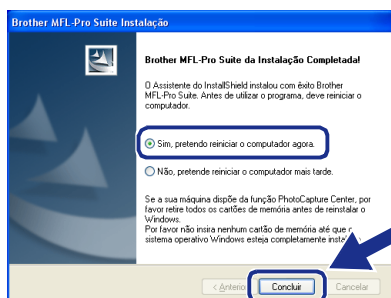 Brother MFL-Pro Suite Instalação
Brother MFL-Pro Suite da Instalação Completada!
O Assistente do InstallShield instalou com êxito Brother
MFL-Pro Suite. Antes de utilizar o programa, deve reiniciar o
computador.
Sim, pretendo reiniciar o computador agora.
Não, pretende reiniciar o computador mais tarde.
Se a sua máquina dispõe da função PhotoCapture Center, por
favor retire todos os cartões de memória antes de reinstalar o
Windows.
Por favor não insira nenhum cartão de memória até que o
sistema operativo Windows esteja completamente
< Anterio
Concluir
Cancelar